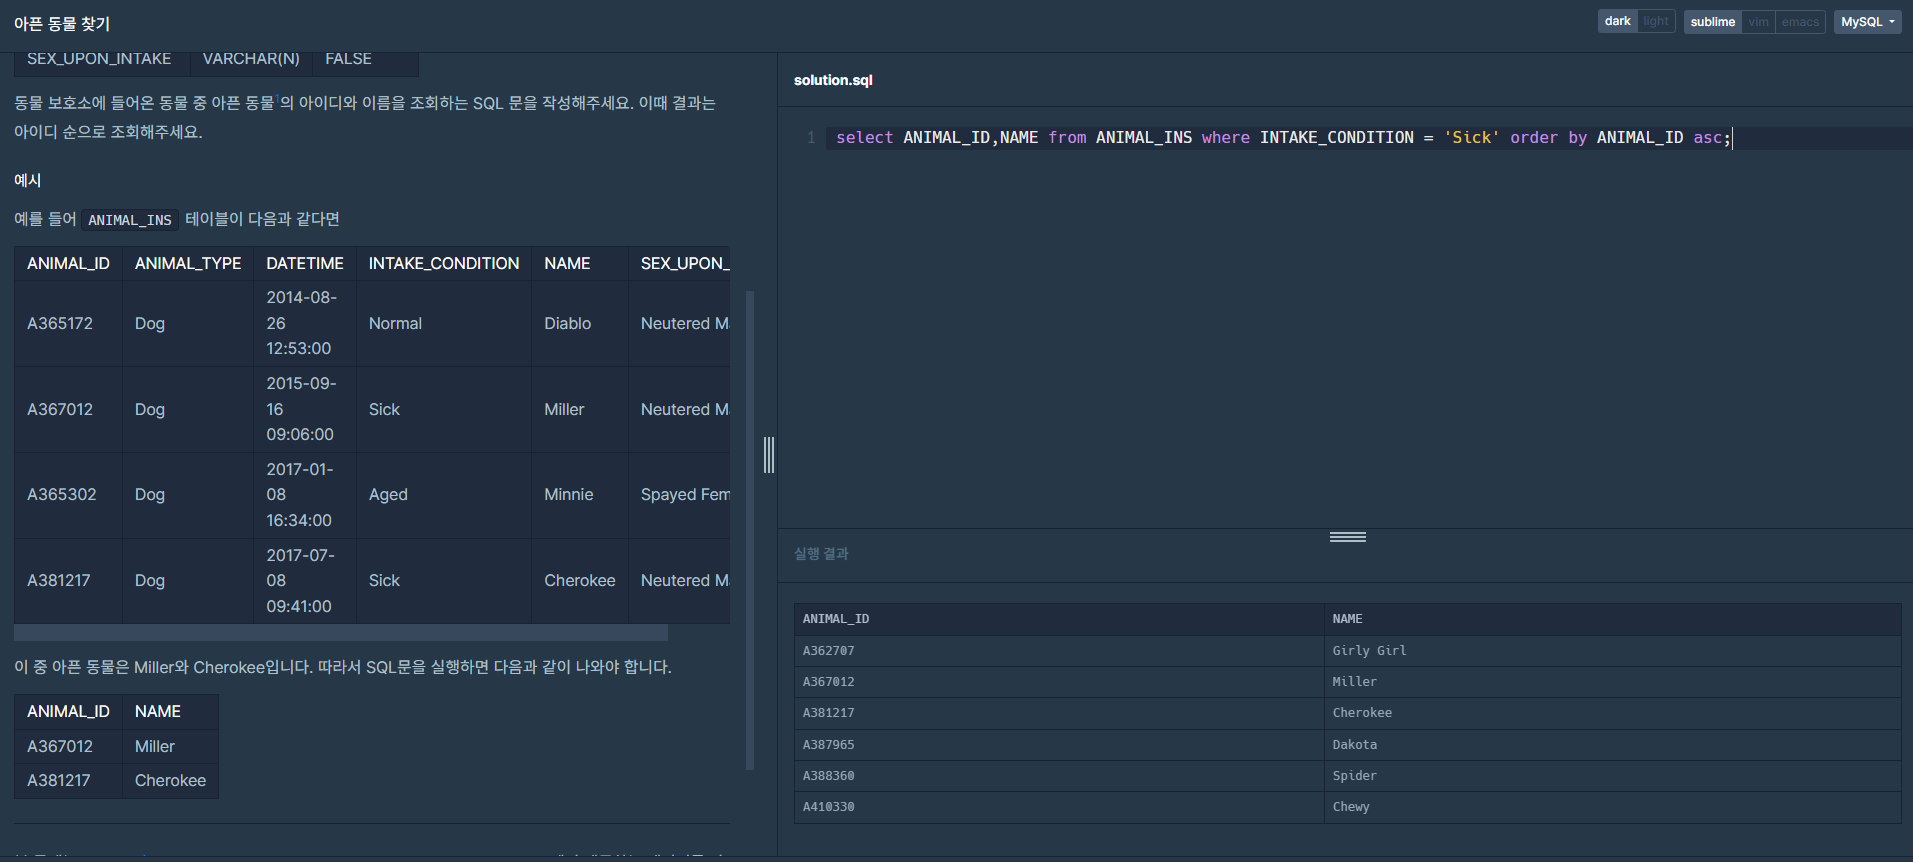 아픈 동물 찾기
dark light sublime vim emacs MySQL
SEX_UPON_INTAKE VARCHAR(N) FALSE
동물 보호소에 들어온 동물 중 아픈 동물1의 아이디와 이름을 조회하는 SQL 문을 작성해주세요. 이때 결과는
아이디 순으로 조회해주세요.
예시
예를 들어 ANIMAL_INS 테이블이 다음과 같다면
ANIMAL_ID ANIMAL_TYPE DATETIME INTAKE_CONDITION NAME SEX_UPON_
A365172 Dog 2014-08-26 12:53:00 Normal Diablo Neutered Ma
A367012 Dog 2015-09-16 09:06:00 Sick Miller Neutered Ma
A365302 Dog 2017-01-08 16:34:00 Aged Minnie Spayed Fem
A381217 Dog 2017-07-08 09:41:00 Sick Cherokee Neutered Ma
이 중 아픈 동물은 Miller와 Cherokee입니다. 따라서 SQL문을 실행하면 다음과 같이 나와야 합니다.
ANIMAL_ID NAME
A367012 Miller
A381217 Cherokee
solution.sql
1 select ANIMAL_ID,NAME from ANIMAL_INS where INTAKE_CONDITION = 'Sick' order by ANIMAL_ID asc;
실행 결과
ANIMAL_ID NAME
A362707 Girly Girl
A367012 Miller
A381217 Cherokee
A387965 Dakota
A388360 Spider
A410330 Chewy